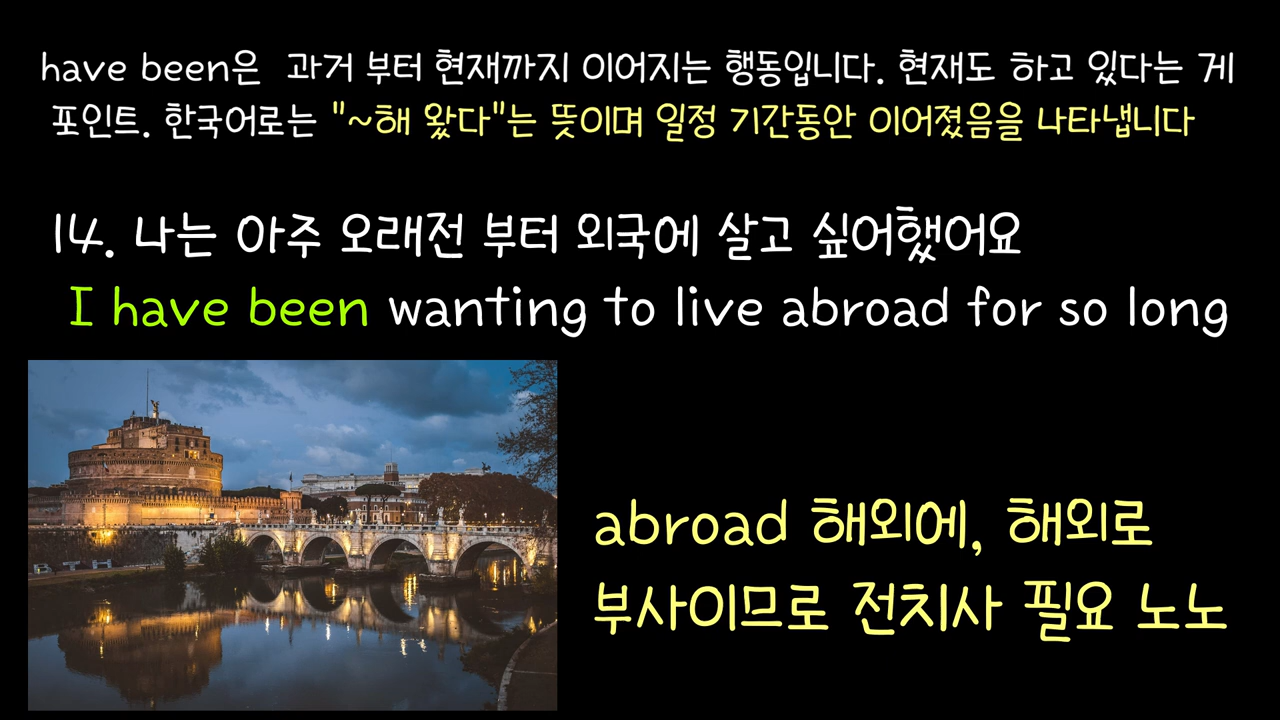 have been은 과거 부터 현재까지 이어지는 행동입니다. 현재도 하고 있다는 게
포인트. 한국어로는 "~해 왔다"는 뜻이며 일정 기간동안 이어졌음을 나타냅니다
14. 나는 아주 오래전 부터 외국에 살고 싶어했어요
I have been wanting to live abroad for so long
abroad 해외에, 해외로
부사이므로 전치사 필요 노노